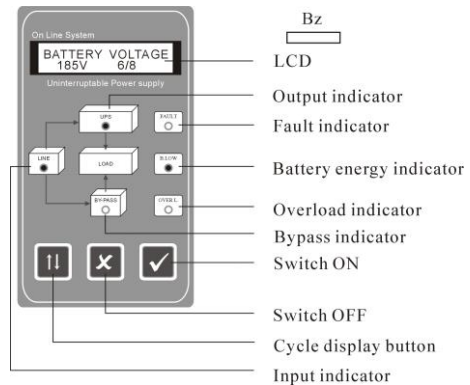 Bz
On Line System
BATTERY VOLTAGE
185V 6/8
LCD
Uninterruptable Power supply
Output indicator
UPS
FAULT
Fault indicator
LINE
LOAD
B.LOW
Battery energy indicator
BY-PASS
OVER L.
Overload indicator
Bypass indicator
Switch ON
Switch OFF
Cycle display button
Input indicator